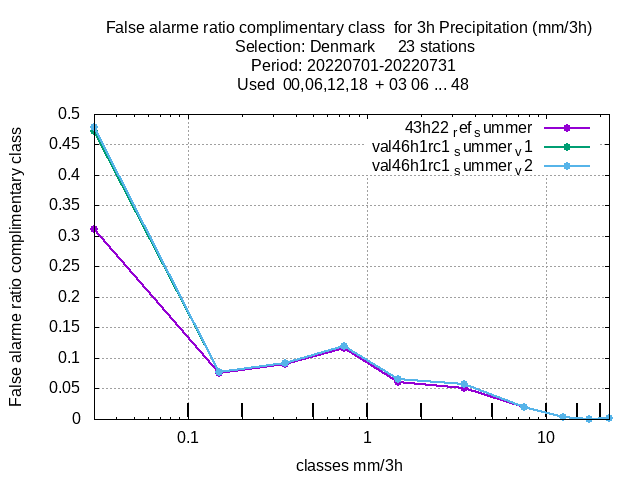 False alarme ratio complimentary class  for 3h Precipitation (mm/3h)
Selection: Denmark     23 stations
Period: 20220701-20220731
Used  00,06,12,18  + 03 06 ... 48
43h22 ref summer
val46h1rc1 summer v1
val46h1rc1 summer v2
False alarme ratio complimentary class
0.5
0.45
0.4
0.35
0.3
0.25
0.2
0.15
0.1
0.05
0
0.1 1 10
classes mm/3h